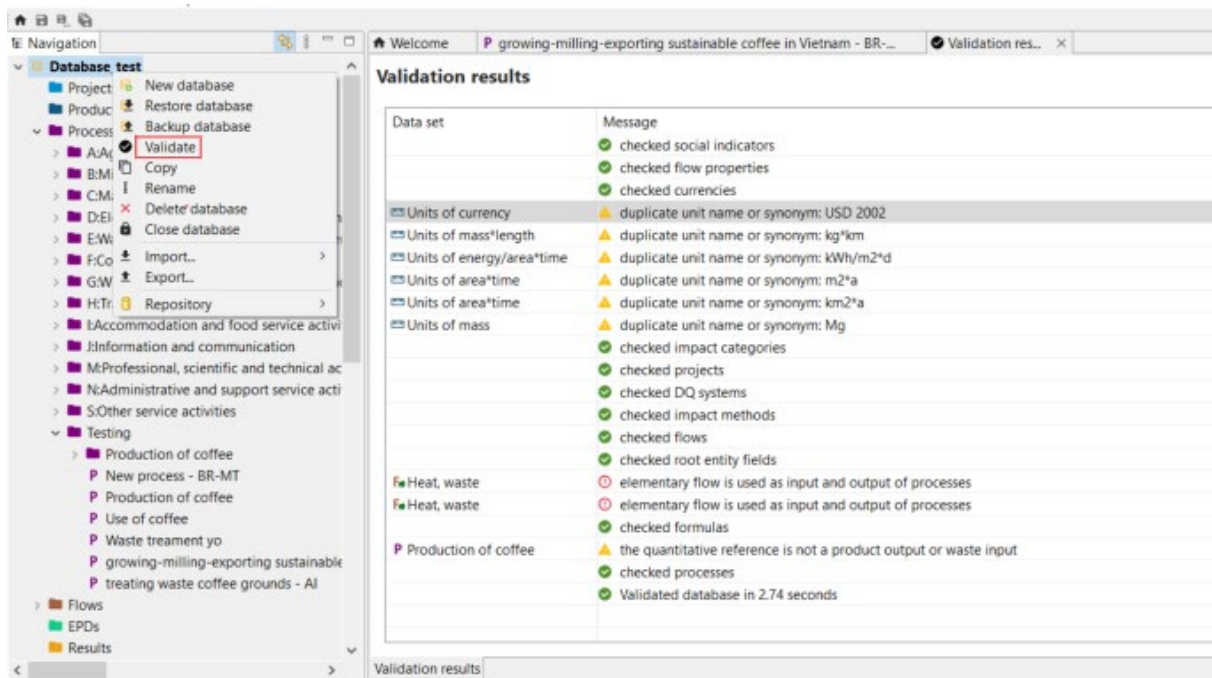 Navigation
Database_test
Project
Produc
Process
A:Ag
B:Mi
C:Ma
D:El
E:Wa
F:Co
G:W
H:Tr
I:Accommodation and food service activi
J:Information and communication
M:Professional, scientific and technical ac
N:Administrative and support service acti
S:Other service activities
Testing
Production of coffee
P New process - BR-MT
P Production of coffee
P Use of coffee
P Waste treament yo
P growing-milling-exporting sustainable
P treating waste coffee grounds - Al
Flows
EPDs
Results
New database
Restore database
Backup database
Validate
Copy
Rename
Delete database
Close database
Import...
Export...
Repository
Welcome
P growing-milling-exporting sustainable coffee in Vietnam - BR-...
Validation res...
Validation results
Data set Message
checked social indicators
checked flow properties
checked currencies
Units of currency duplicate unit name or synonym: USD 2002
Units of mass*length duplicate unit name or synonym: kg*km
Units of energy/area*time duplicate unit name or synonym: kWh/m2*d
Units of area*time duplicate unit name or synonym: m2*a
Units of area*time duplicate unit name or synonym: km2*a
Units of mass duplicate unit name or synonym: Mg
checked impact categories
checked projects
checked DQ systems
checked impact methods
checked flows
checked root entity fields
Heat, waste elementary flow is used as input and output of processes
Heat, waste elementary flow is used as input and output of processes
checked formulas
P Production of coffee the quantitative reference is not a product output or waste input
checked processes
Validated database in 2.74 seconds
Validation results